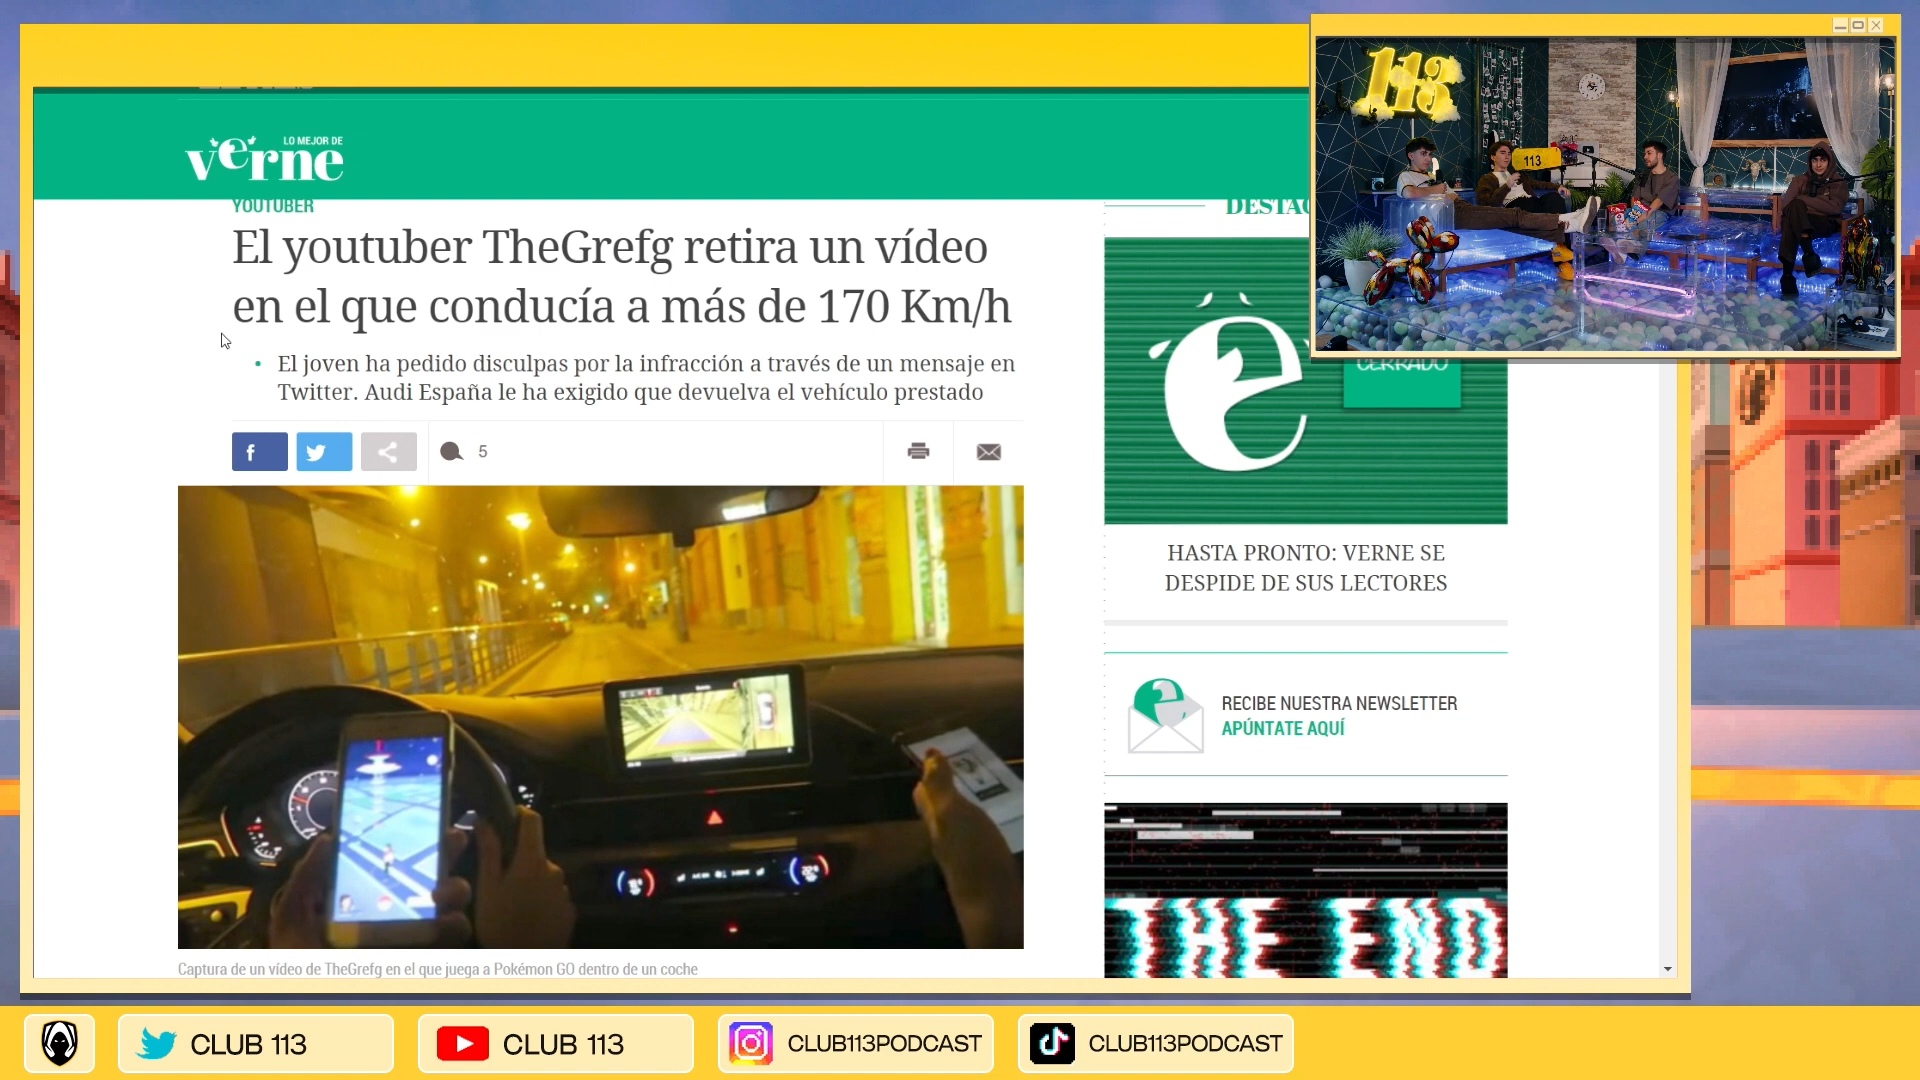 LO MEJOR DE
verne
YOUTUBER
El youtuber TheGrefg retira un vídeo
en el que conducía a más de 170 Km/h
• El joven ha pedido disculpas por la infracción a través de un mensaje en
Twitter. Audi España le ha exigido que devuelva el vehículo prestado
5
Captura de un vídeo de TheGrefg en el que juega a Pokémon GO dentro de un coche
CERRADO
HASTA PRONTO: VERNE SE
DESPIDE DE SUS LECTORES
RECIBE NUESTRA NEWSLETTER
APÚNTATE AQUÍ
THE END
113
113
CLUB 113
CLUB 113
CLUB113PODCAST
CLUB113PODCAST